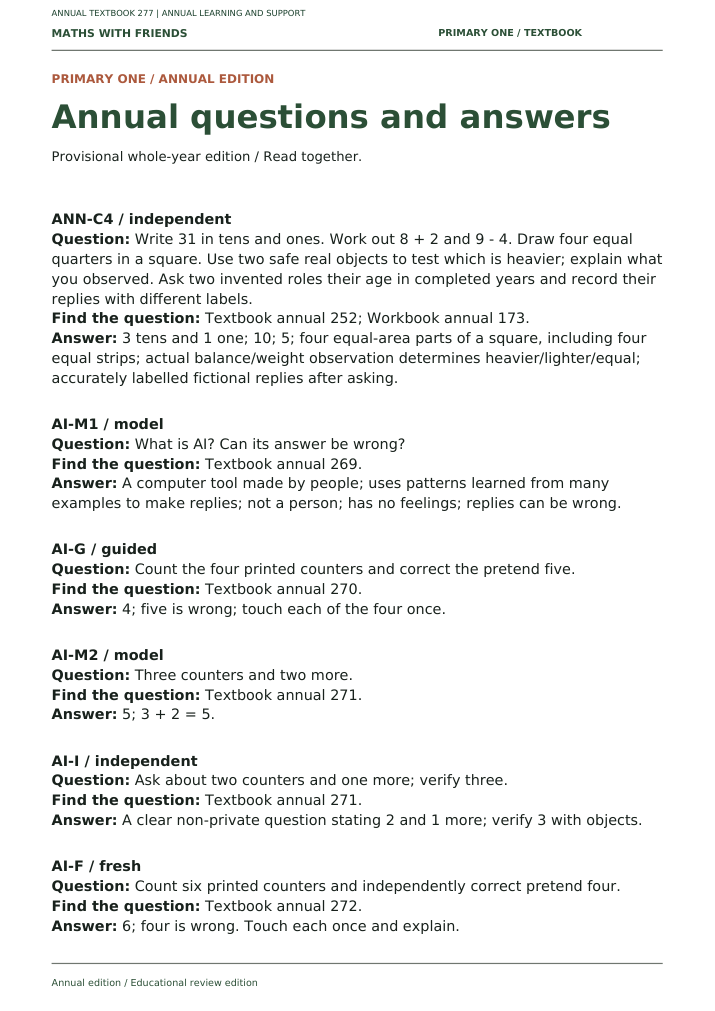 ANNUAL TEXTBOOK 277 | ANNUAL LEARNING AND SUPPORT
MATHS WITH FRIENDS
PRIMARY ONE / TEXTBOOK
PRIMARY ONE / ANNUAL EDITION
Annual questions and answers
Provisional whole-year edition / Read together.
ANN-C4 / independent
Question: Write 31 in tens and ones. Work out 8 + 2 and 9 - 4. Draw four equal
quarters in a square. Use two safe real objects to test which is heavier; explain what
you observed. Ask two invented roles their age in completed years and record their
replies with different labels.
Find the question: Textbook annual 252; Workbook annual 173.
Answer: 3 tens and 1 one; 10; 5; four equal-area parts of a square, including four
equal strips; actual balance/weight observation determines heavier/lighter/equal;
accurately labelled fictional replies after asking.
AI-M1 / model
Question: What is AI? Can its answer be wrong?
Find the question: Textbook annual 269.
Answer: A computer tool made by people; uses patterns learned from many
examples to make replies; not a person; has no feelings; replies can be wrong.
AI-G / guided
Question: Count the four printed counters and correct the pretend five.
Find the question: Textbook annual 270.
Answer: 4; five is wrong; touch each of the four once.
AI-M2 / model
Question: Three counters and two more.
Find the question: Textbook annual 271.
Answer: 5; 3 + 2 = 5.
AI-I / independent
Question: Ask about two counters and one more; verify three.
Find the question: Textbook annual 271.
Answer: A clear non-private question stating 2 and 1 more; verify 3 with objects.
AI-F / fresh
Question: Count six printed counters and independently correct pretend four.
Find the question: Textbook annual 272.
Answer: 6; four is wrong. Touch each once and explain.
Annual edition / Educational review edition